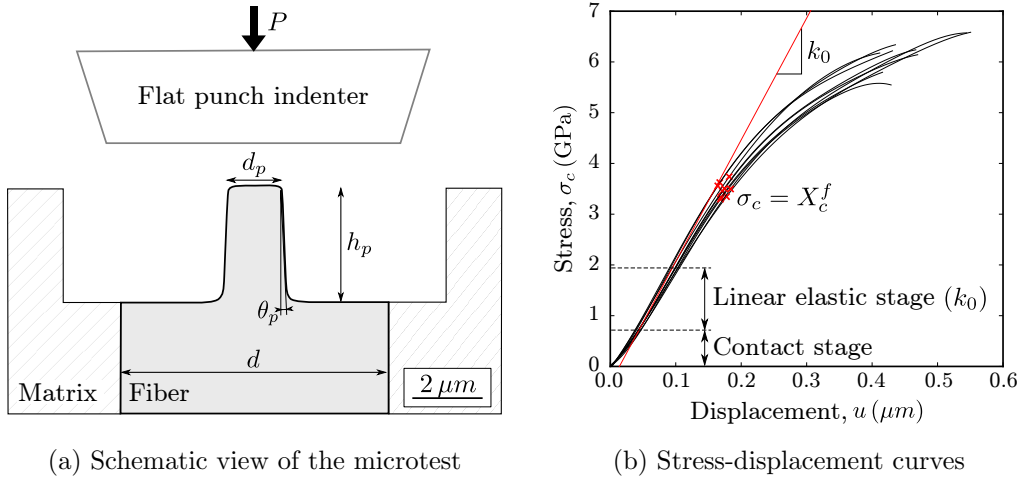 P
Flat punch indenter
d_p
h_p
θ_p
d
Matrix
Fiber
2 μm
(a) Schematic view of the microtest
Stress, σ_c (GPa)
7
6
5
4
3
2
1
0
k_0
σ_c = X_c^f
Linear elastic stage (k_0)
Contact stage
0.0 0.1 0.2 0.3 0.4 0.5 0.6
Displacement, u (μm)
(b) Stress-displacement curves